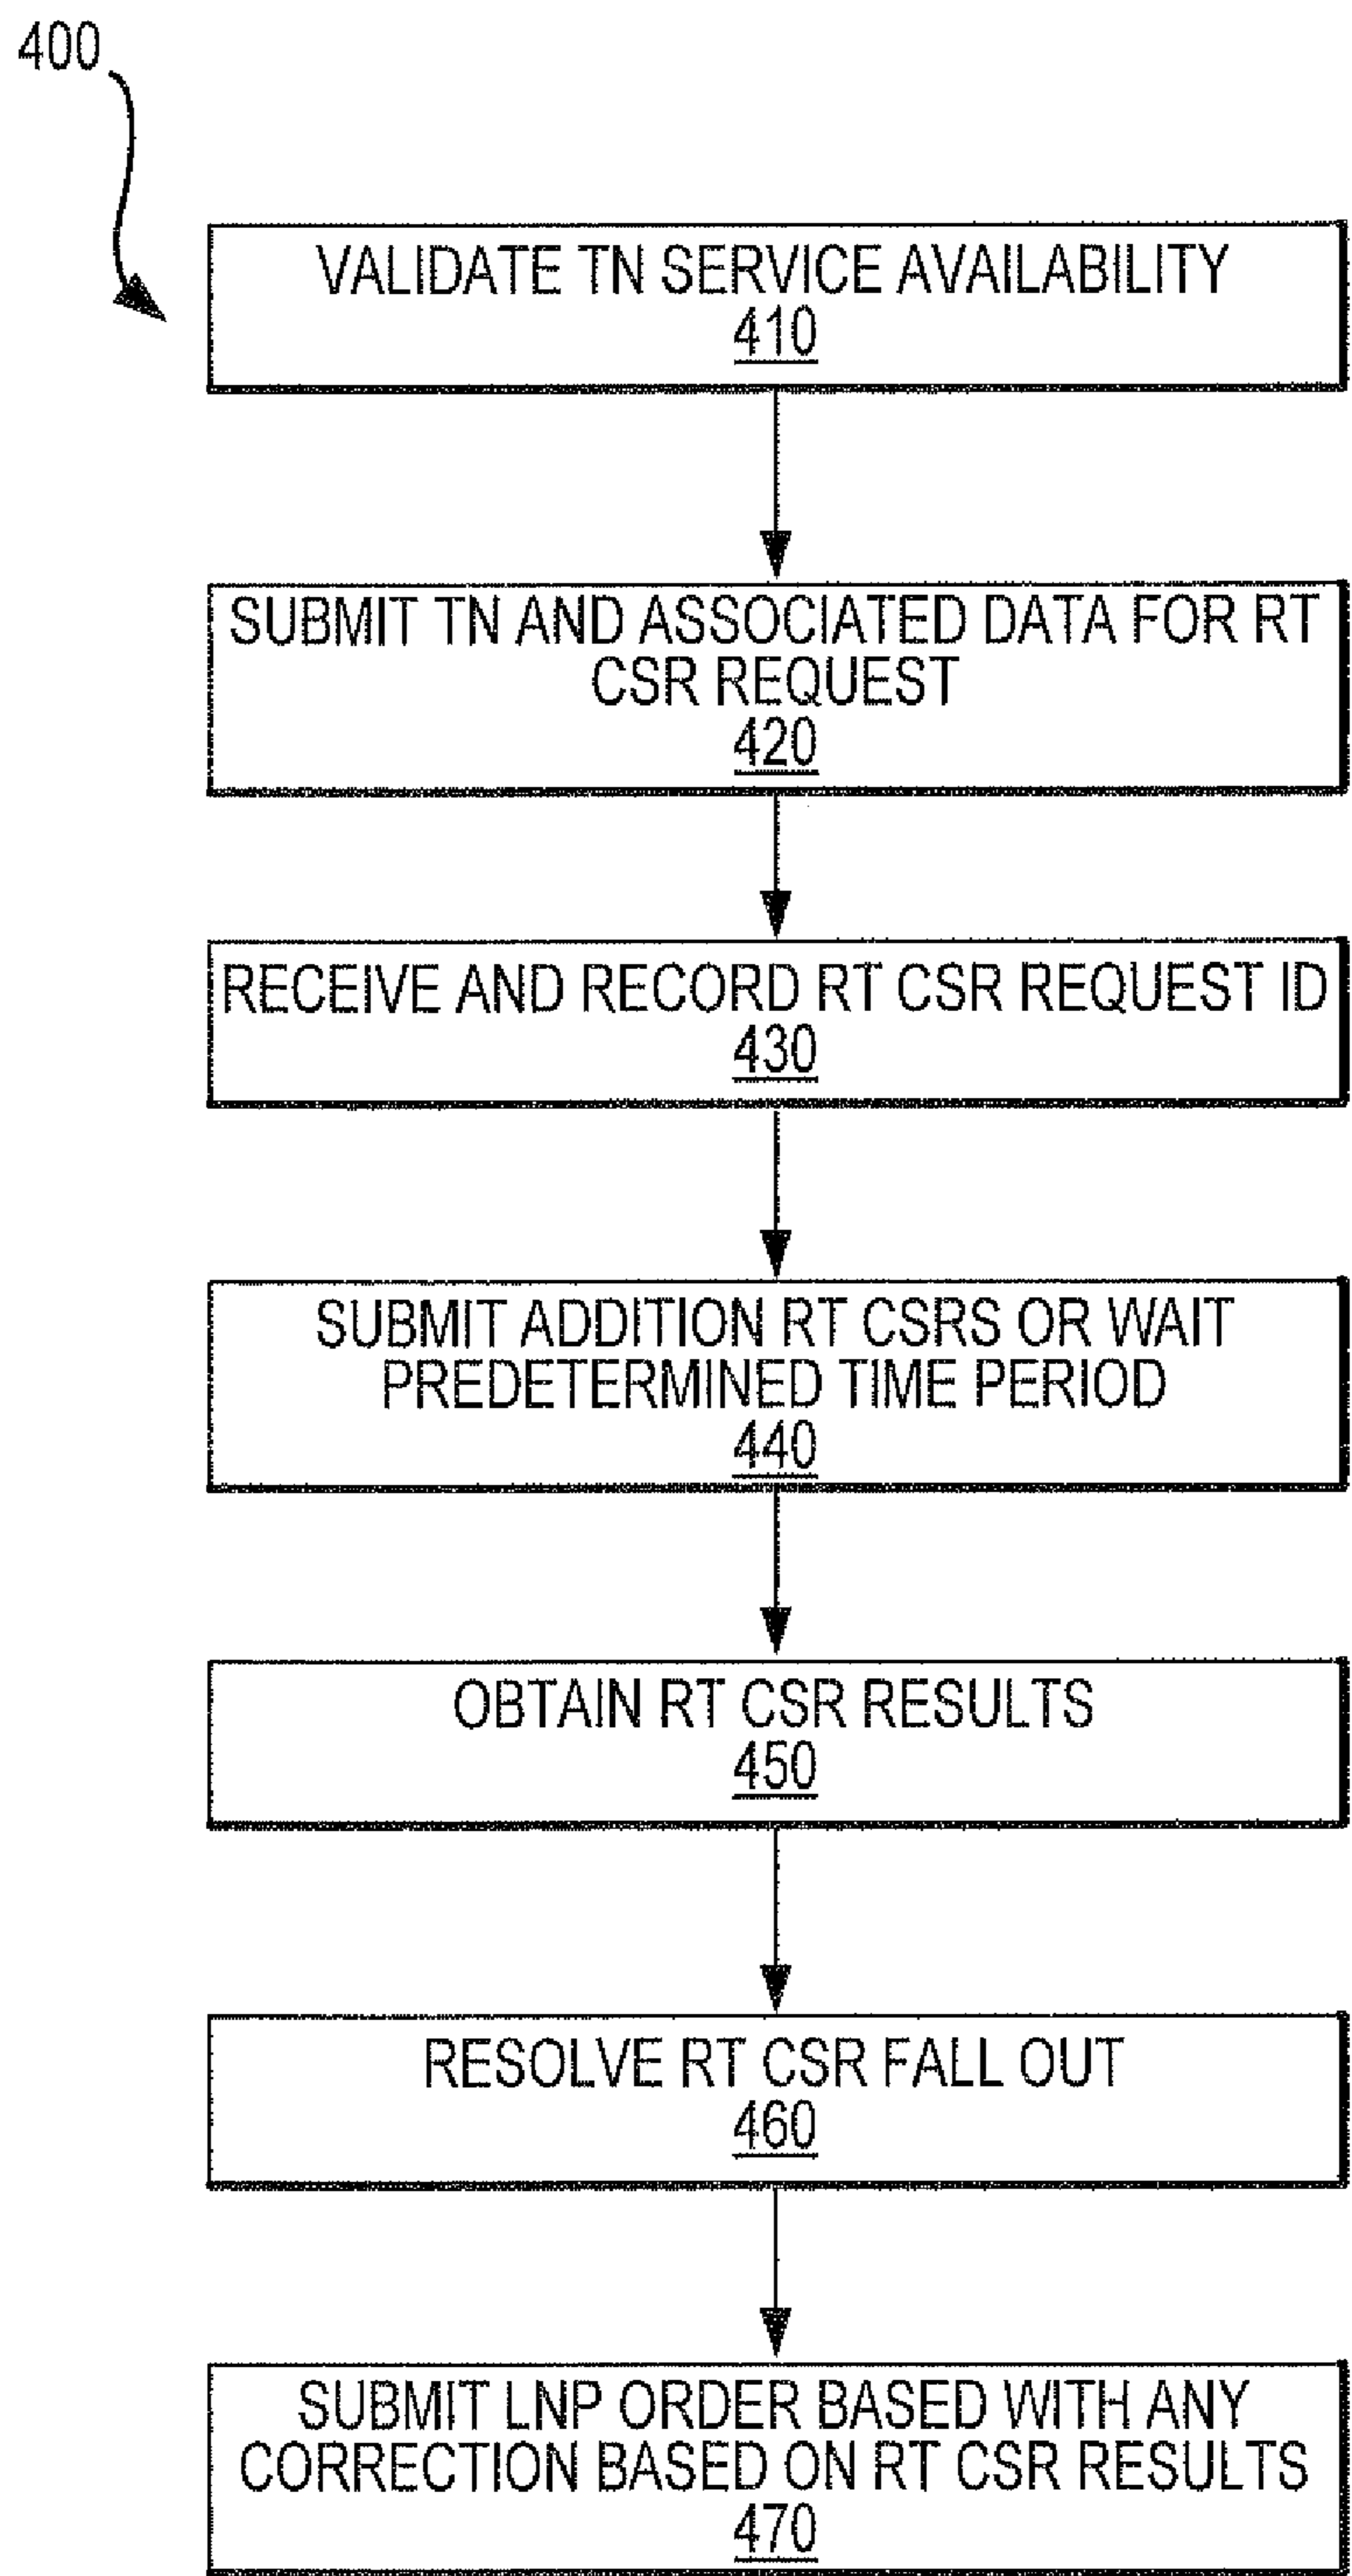 400
VALIDATE TN SERVICE AVAILABILITY
410
SUBMIT TN AND ASSOCIATED DATA FOR RT
CSR REQUEST
420
RECEIVE AND RECORD RT CSR REQUEST ID
430
SUBMIT ADDITION RT CSRS OR WAIT
PREDETERMINED TIME PERIOD
440
OBTAIN RT CSR RESULTS
450
RESOLVE RT CSR FALL OUT
460
SUBMIT LNP ORDER BASED WITH ANY
CORRECTION BASED ON RT CSR RESULTS
470